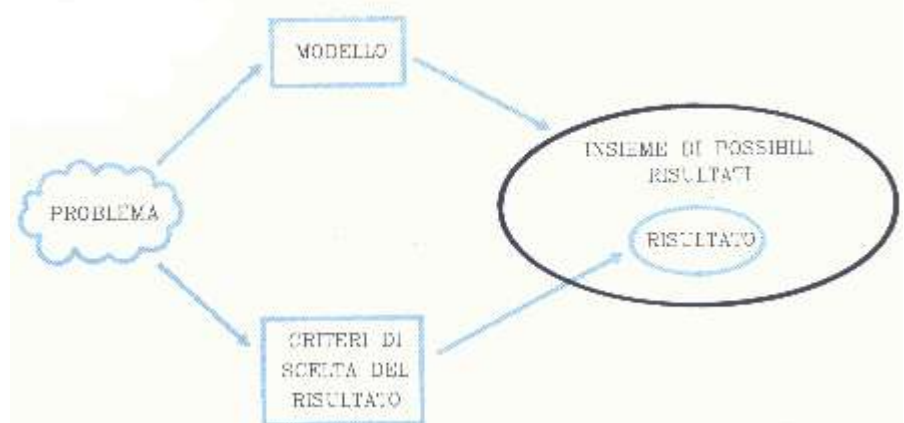 MODELLO
INSIEME DI POSSIBILI
RISULTATI
PROBLEMA
RISULTATO
CRITERI DI
SCELTA DEL
RISULTATO